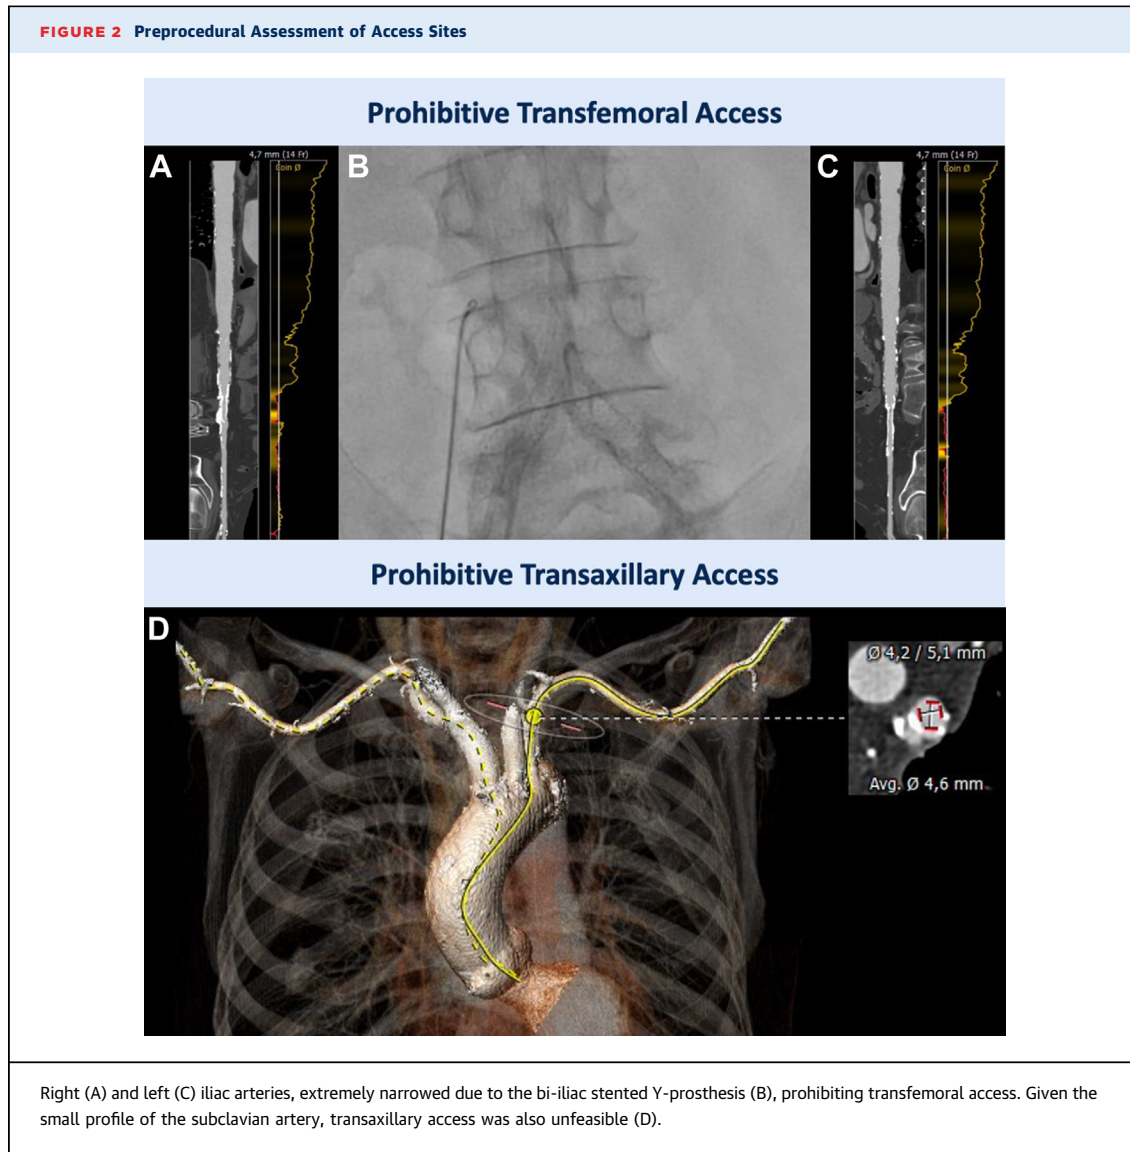 FIGURE 2 Preprocedural Assessment of Access Sites
Prohibitive Transfemoral Access
A
4,7 mm (14 Fr)
B
C
4,7 mm (14 Fr)
Coin Ø
Prohibitive Transaxillary Access
D
Ø 4,2 / 5,1 mm
Avg. Ø 4,6 mm
Right (A) and left (C) iliac arteries, extremely narrowed due to the bi-iliac stented Y-prosthesis (B), prohibiting transfemoral access. Given the
small profile of the subclavian artery, transaxillary access was also unfeasible (D).